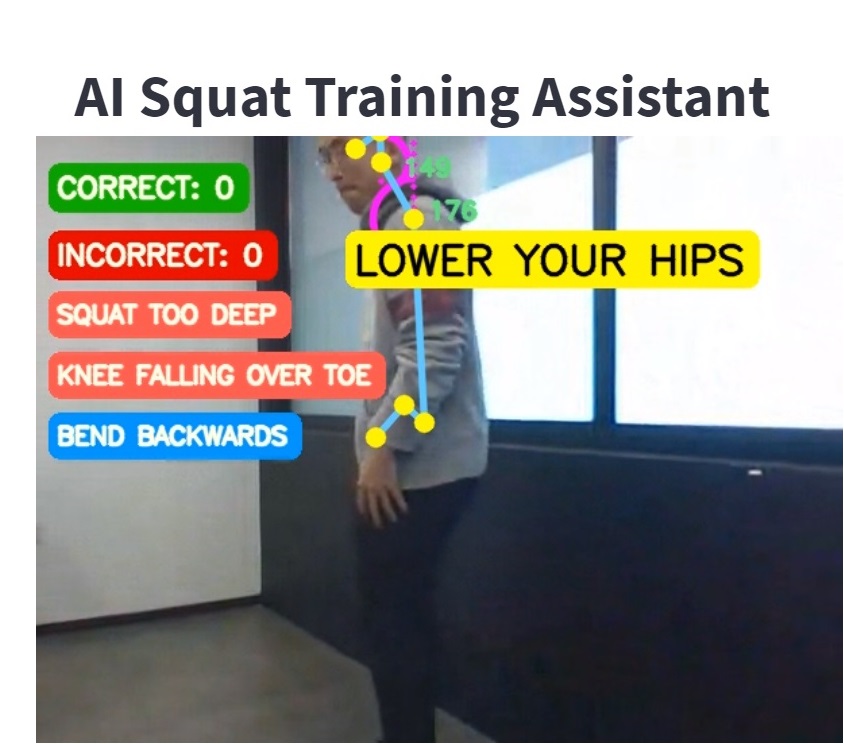 AI Squat Training Assistant
CORRECT: 0
149
176
INCORRECT: 0
LOWER YOUR HIPS
SQUAT TOO DEEP
KNEE FALLING OVER TOE
BEND BACKWARDS